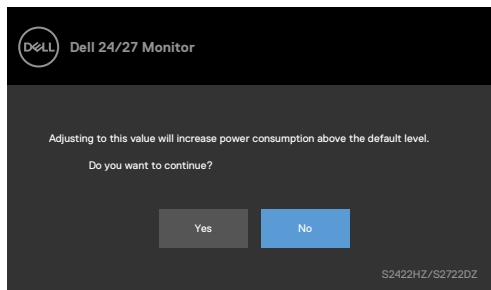 DELL Dell 24/27 Monitor
Adjusting to this value will increase power consumption above the default level.
Do you want to continue?
Yes No
S2422HZ/S2722DZ